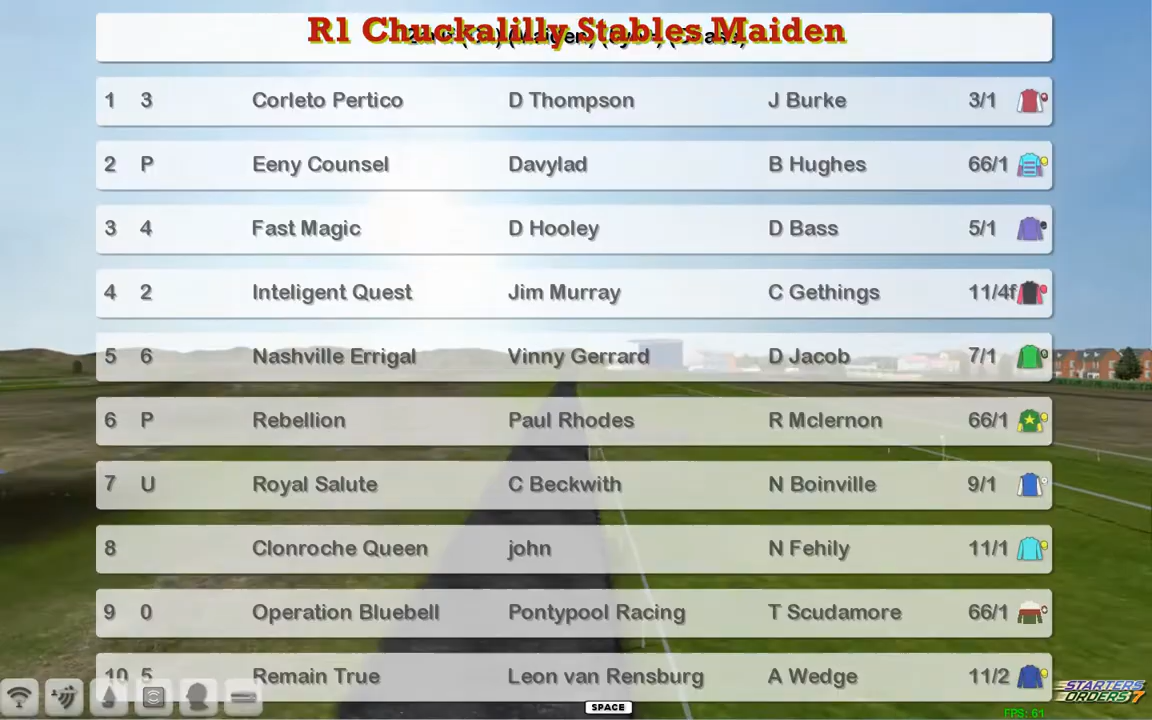 R1 Chuckalilly Stables Maiden
1 3 Corleto Pertico D Thompson J Burke 3/1
2 P Eeny Counsel Davylad B Hughes 66/1
3 4 Fast Magic D Hooley D Bass 5/1
4 2 Inteligent Quest Jim Murray C Gethings 11/4f
5 6 Nashville Errigal Vinny Gerrard D Jacob 7/1
6 P Rebellion Paul Rhodes R Mclernon 66/1
7 U Royal Salute C Beckwith N Boinville 9/1
8 Clonroche Queen john N Fehily 11/1
9 0 Operation Bluebell Pontypool Racing T Scudamore 66/1
10 5 Remain True Leon van Rensburg A Wedge 11/2
STARTERS
ORDERS 7
SPACE
FPS: 61